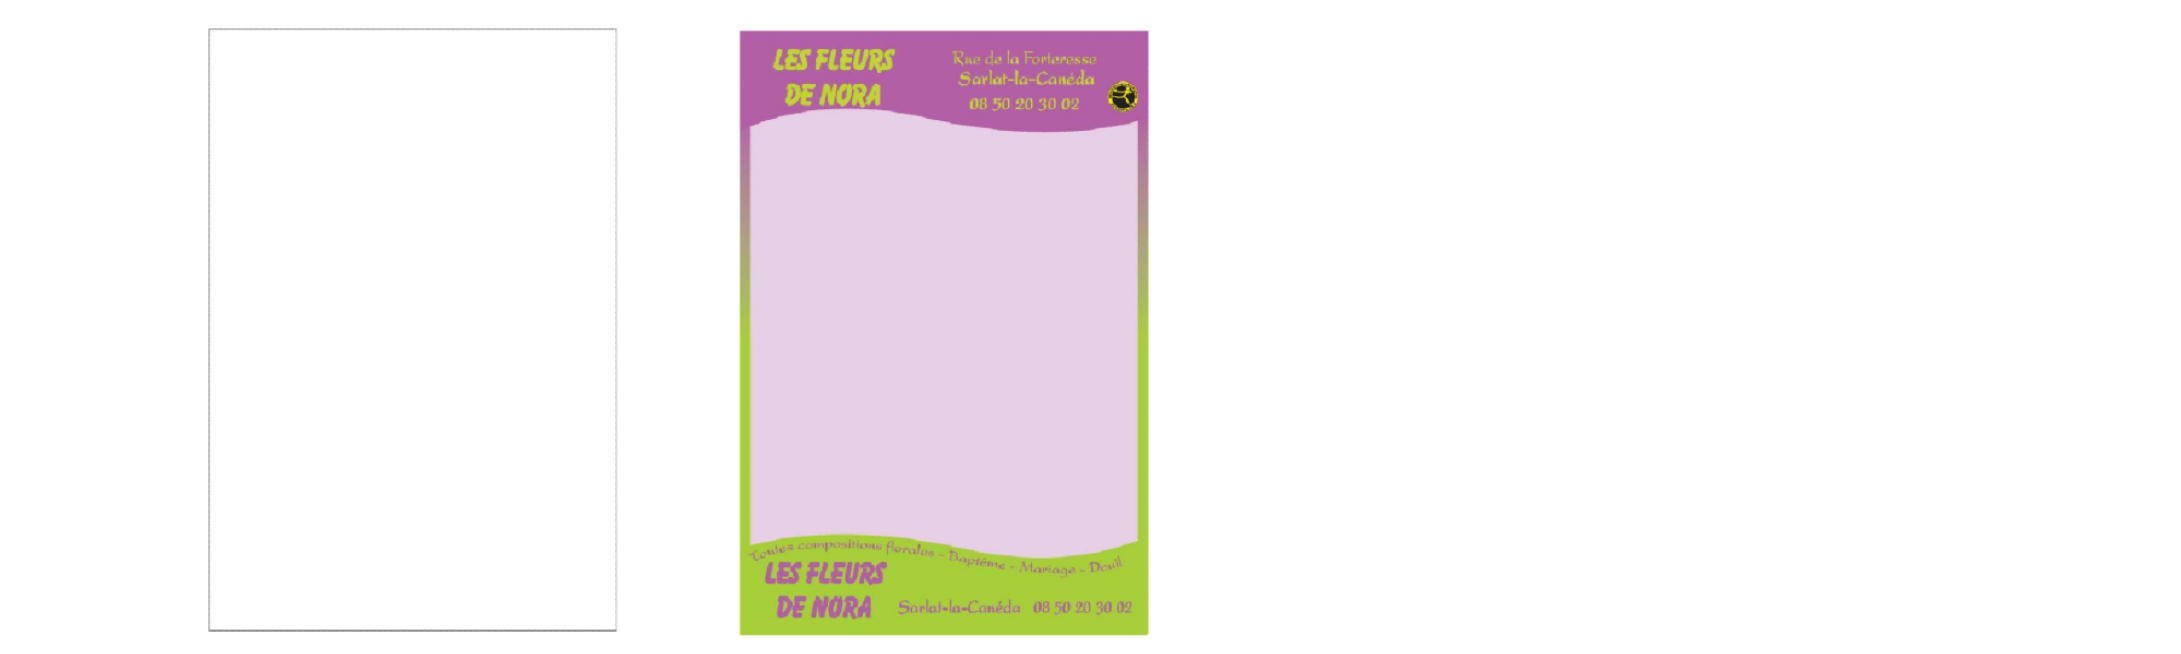 LES FLEURS
DE NORA
Rue de la Forteresse
Sarlat-la-Canéda
08 50 20 30 02
Toutes compositions florales - Baptême - Mariage - Deuil
LES FLEURS
DE NORA
Sarlat-la-Canéda 08 50 20 30 02